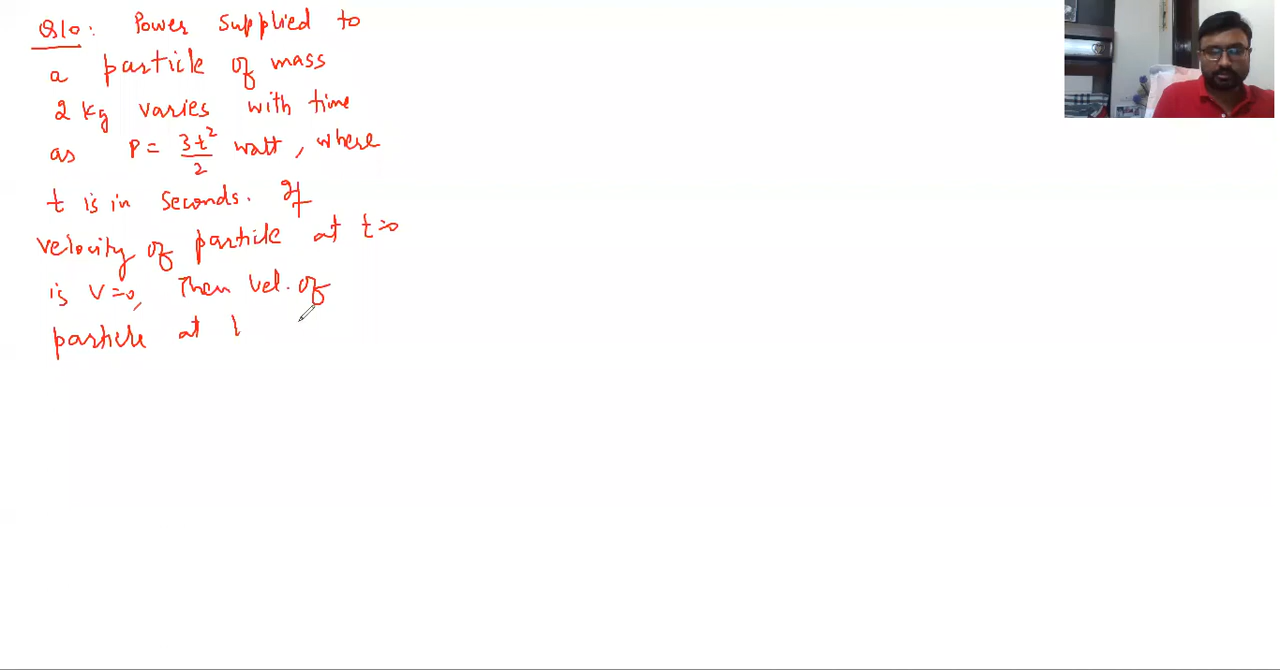 Q10: Power supplied to
a particle of mass
2 kg varies with time
as P = 3t²/2 watt, where
t is in seconds. If
velocity of particle at t=0
is v=0, Then vel. of
particle at